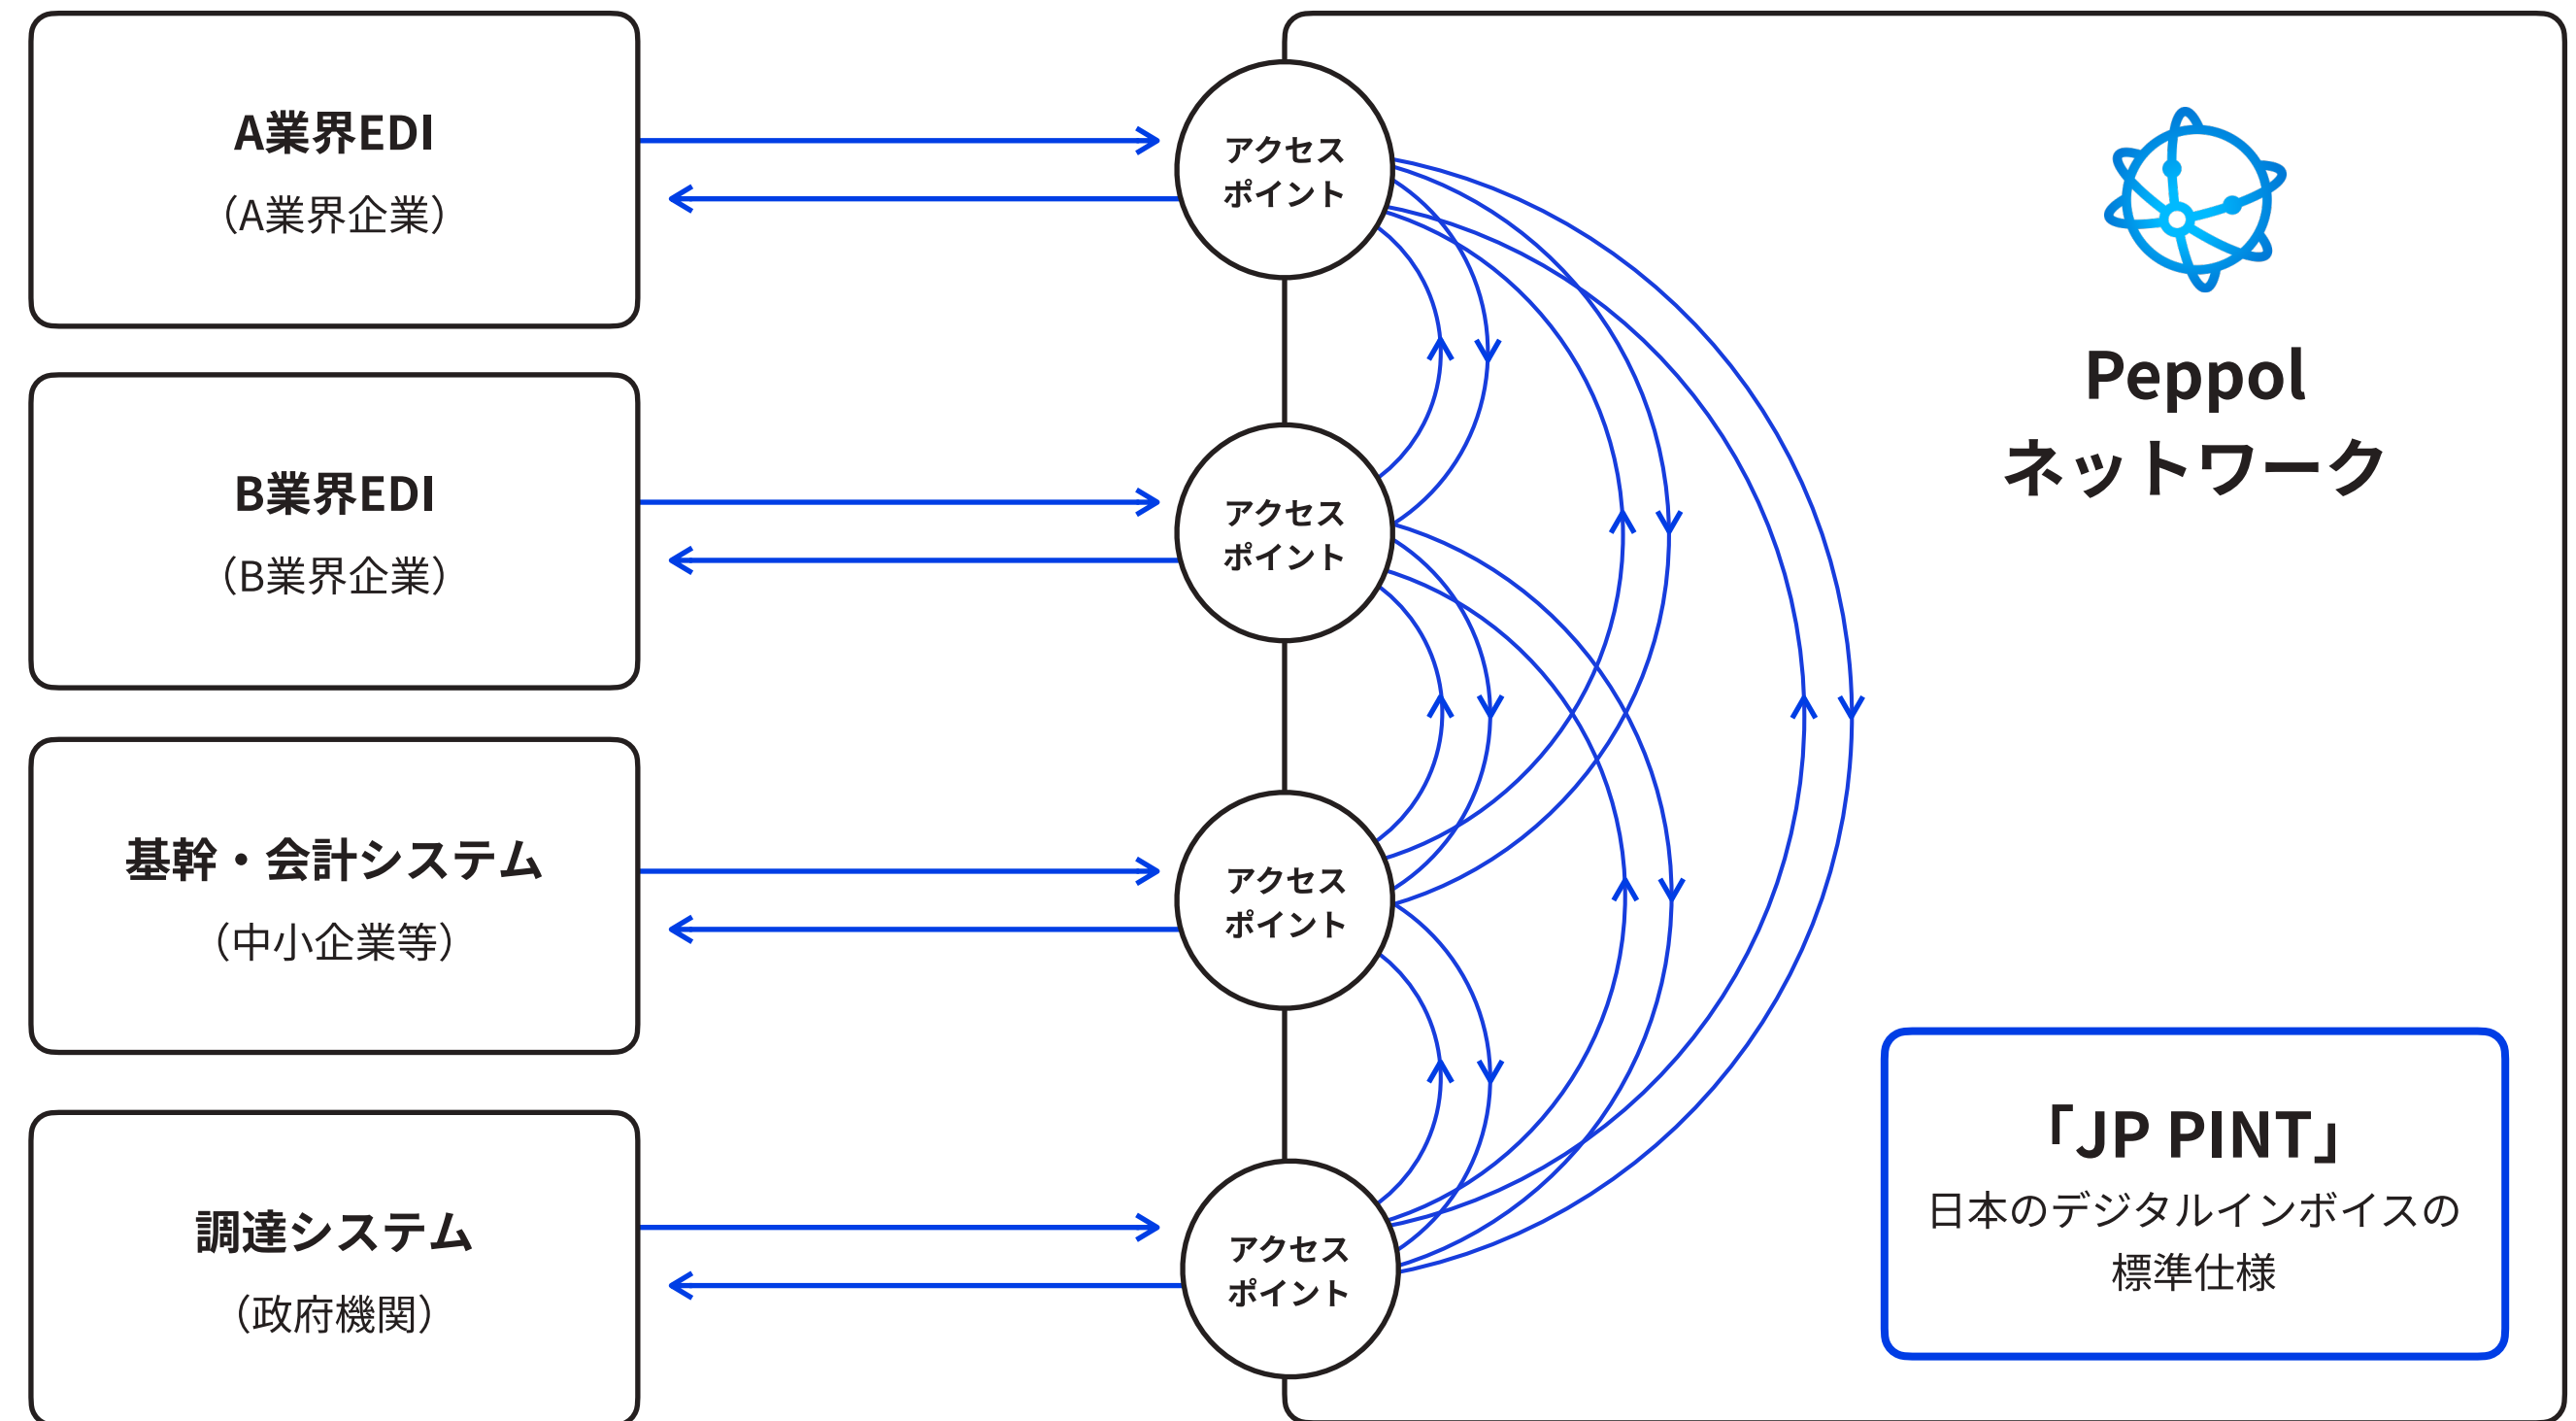 A業界EDI
（A業界企業）
アクセス
ポイント
B業界EDI
（B業界企業）
アクセス
ポイント
基幹・会計システム
（中小企業等）
アクセス
ポイント
調達システム
（政府機関）
アクセス
ポイント
Peppol
ネットワーク
「JP PINT」
日本のデジタルインボイスの
標準仕様